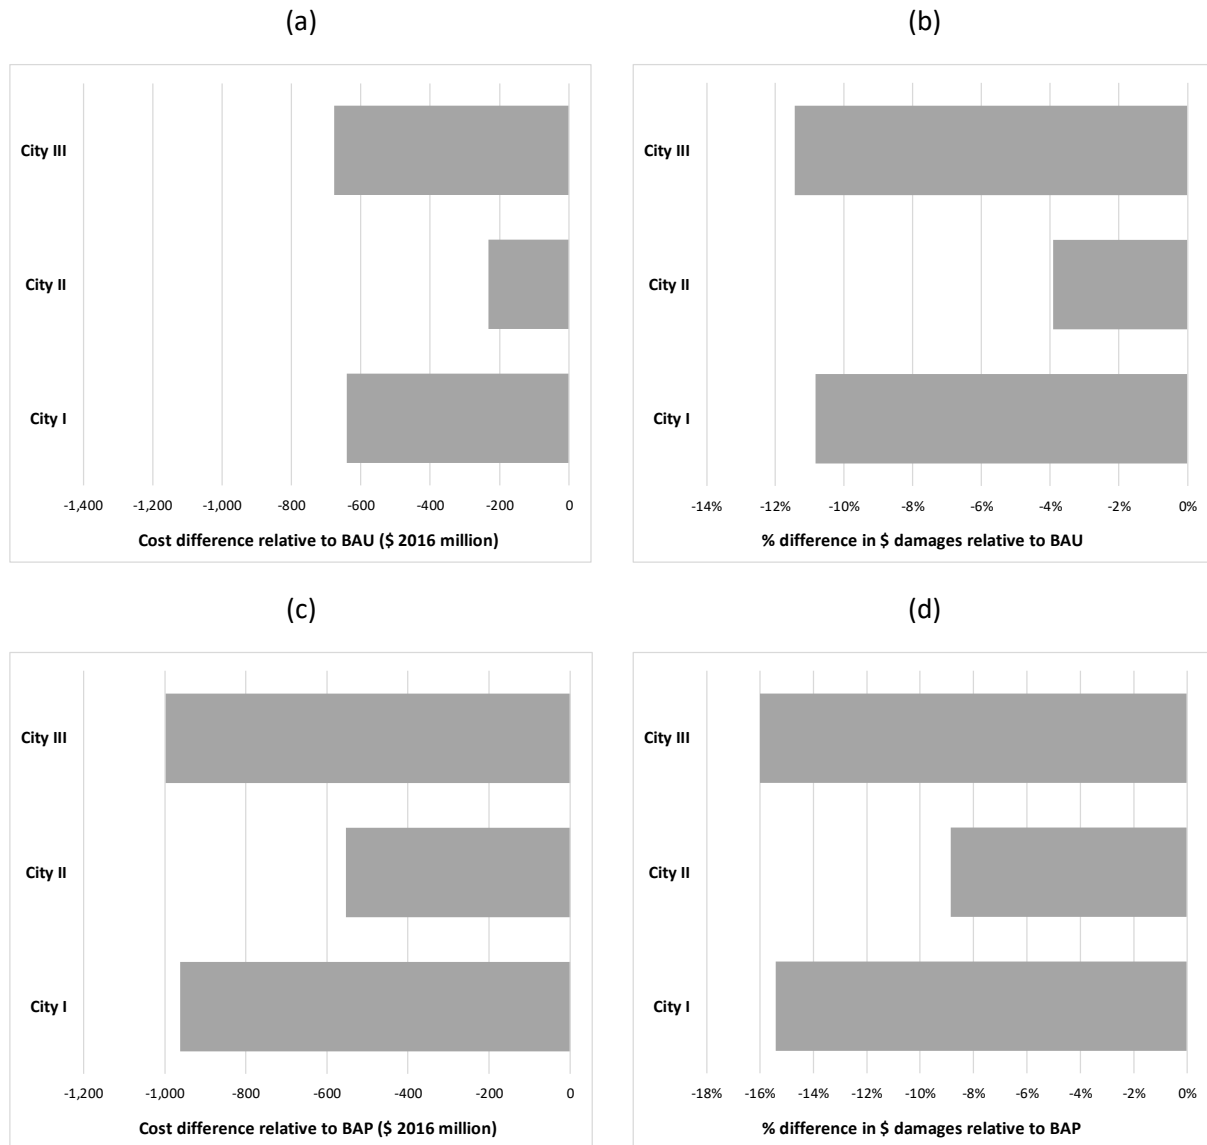 (a)
City III
City II
City I
-1,400 -1,200 -1,000 -800 -600 -400 -200 0
Cost difference relative to BAU ($ 2016 million)
(b)
City III
City II
City I
-14% -12% -10% -8% -6% -4% -2% 0%
% difference in $ damages relative to BAU
(c)
City III
City II
City I
-1,200 -1,000 -800 -600 -400 -200 0
Cost difference relative to BAP ($ 2016 million)
(d)
City III
City II
City I
-18% -16% -14% -12% -10% -8% -6% -4% -2% 0%
% difference in $ damages relative to BAP